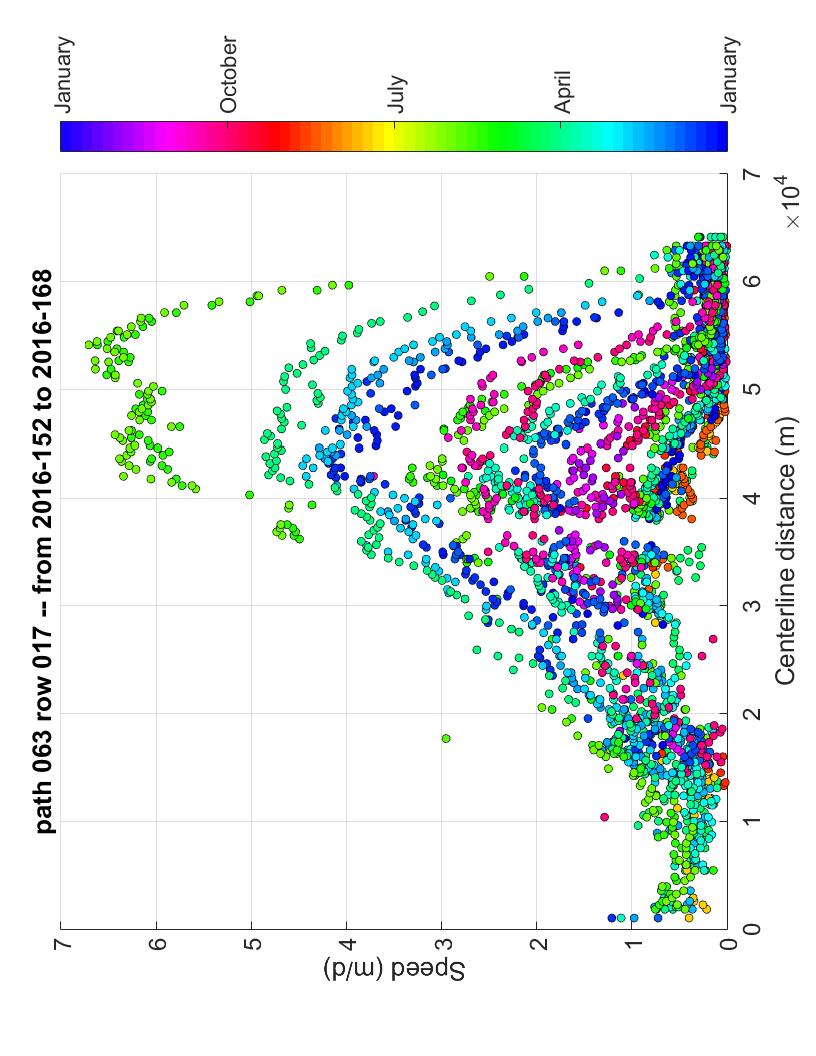 path 063 row 017 -- from 2016-152 to 2016-168
Speed (m/d)
7
6
5
4
3
2
1
0
0
1
2
3
4
5
6
7
×10⁴
Centerline distance (m)
January
October
July
April
January